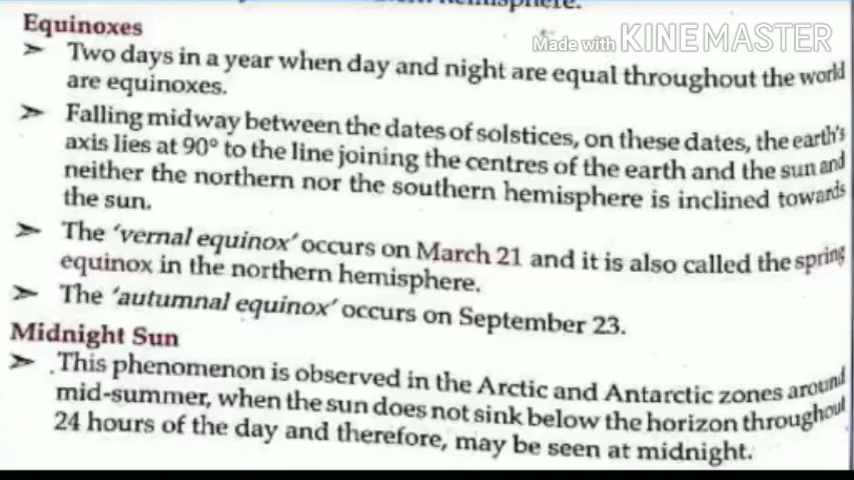 hemisphere.
Made with KINEMASTER
Equinoxes
➤ Two days in a year when day and night are equal throughout the world
are equinoxes.
➤ Falling midway between the dates of solstices, on these dates, the earth's
axis lies at 90° to the line joining the centres of the earth and the sun and
neither the northern nor the southern hemisphere is inclined towards
the sun.
➤ The 'vernal equinox' occurs on March 21 and it is also called the spring
equinox in the northern hemisphere.
➤ The 'autumnal equinox' occurs on September 23.
Midnight Sun
➤ This phenomenon is observed in the Arctic and Antarctic zones around
mid-summer, when the sun does not sink below the horizon throughout
24 hours of the day and therefore, may be seen at midnight.